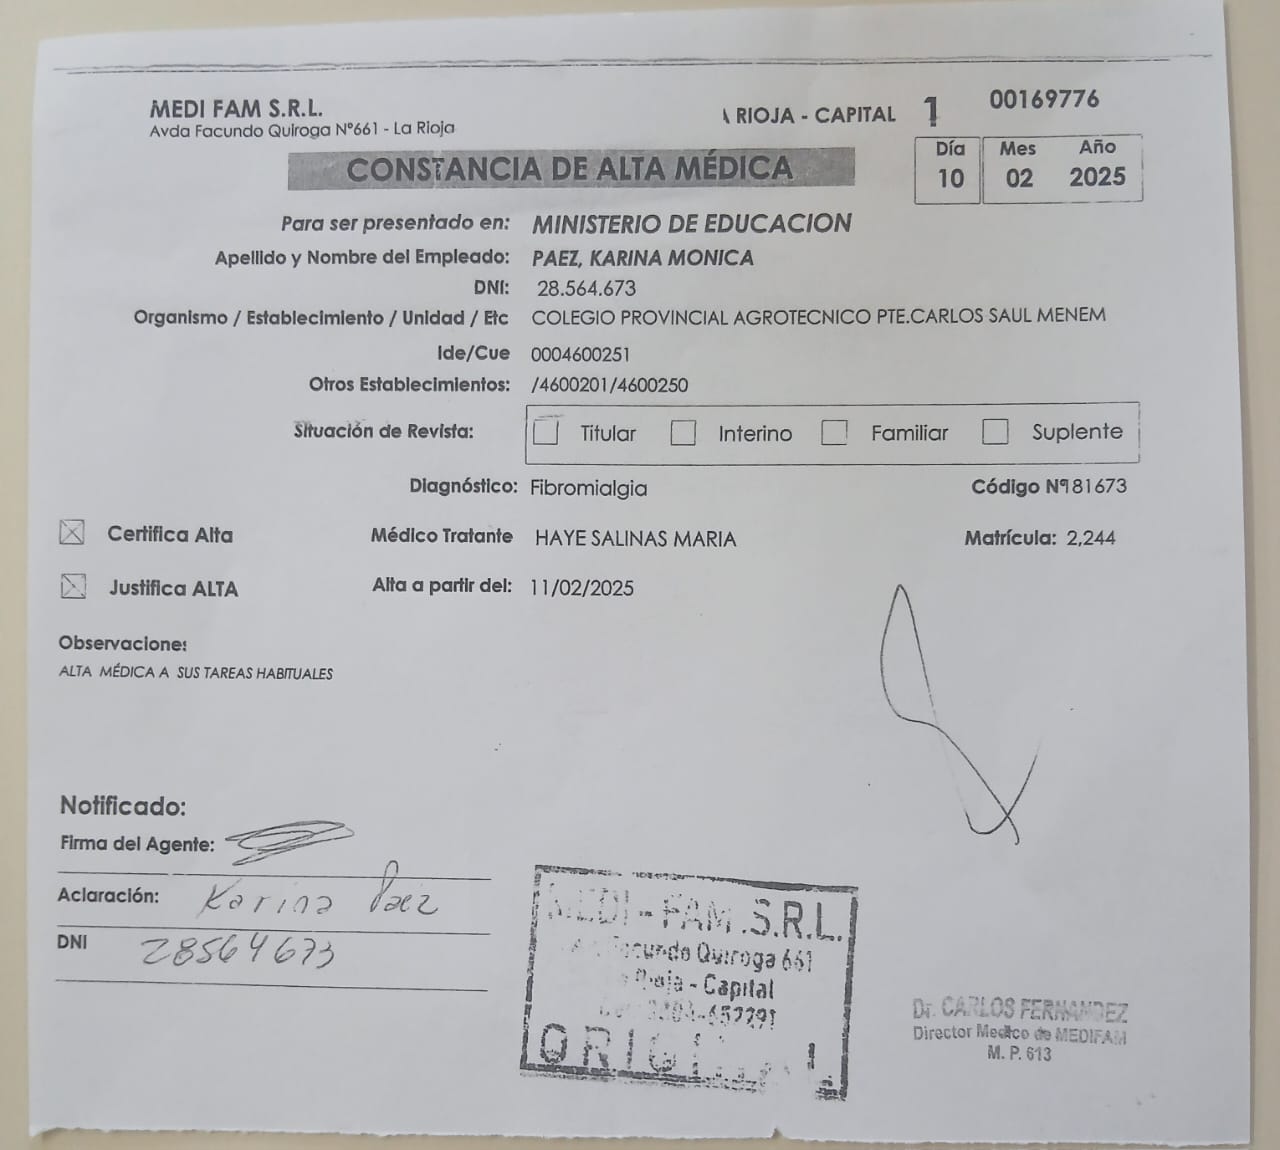 MEDI FAM S.R.L.
Avda Facundo Quiroga Nº661 - La Rioja
RIOJA - CAPITAL 1 00169776
CONSTANCIA DE ALTA MÉDICA
Día Mes Año
10 02 2025
Para ser presentado en: MINISTERIO DE EDUCACION
Apellido y Nombre del Empleado: PAEZ, KARINA MONICA
DNI: 28.564.673
Organismo / Establecimiento / Unidad / Etc COLEGIO PROVINCIAL AGROTECNICO PTE.CARLOS SAUL MENEM
Ide/Cue 0004600251
Otros Establecimientos: /4600201/4600250
Situación de Revista: Titular Interino Familiar Suplente
Diagnóstico: Fibromialgia Código Nº 81673
Certifica Alta Médico Tratante HAYE SALINAS MARIA Matrícula: 2,244
Justifica ALTA Alta a partir del: 11/02/2025
Observaciones
ALTA MÉDICA A SUS TAREAS HABITUALES
Notificado:
Firma del Agente:
Aclaración: Karina Paez
DNI 28564673
MEDI-FAM.S.R.L.
Facundo Quiroga 661
Rioja - Capital
ORIGINAL
Dr. CARLOS FERNANDEZ
Director Medico de MEDIFAM
M. P. 613